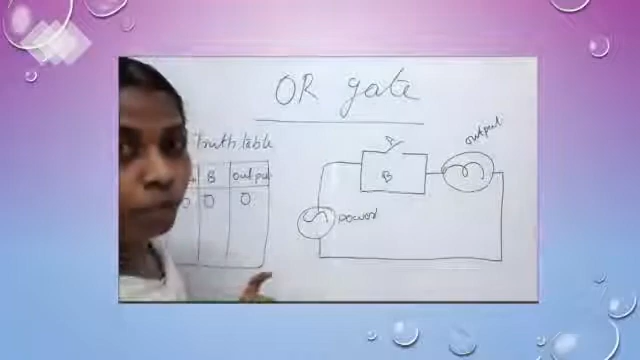 OR gate
Truth table
A B output
0 0 0
A
B
output
power